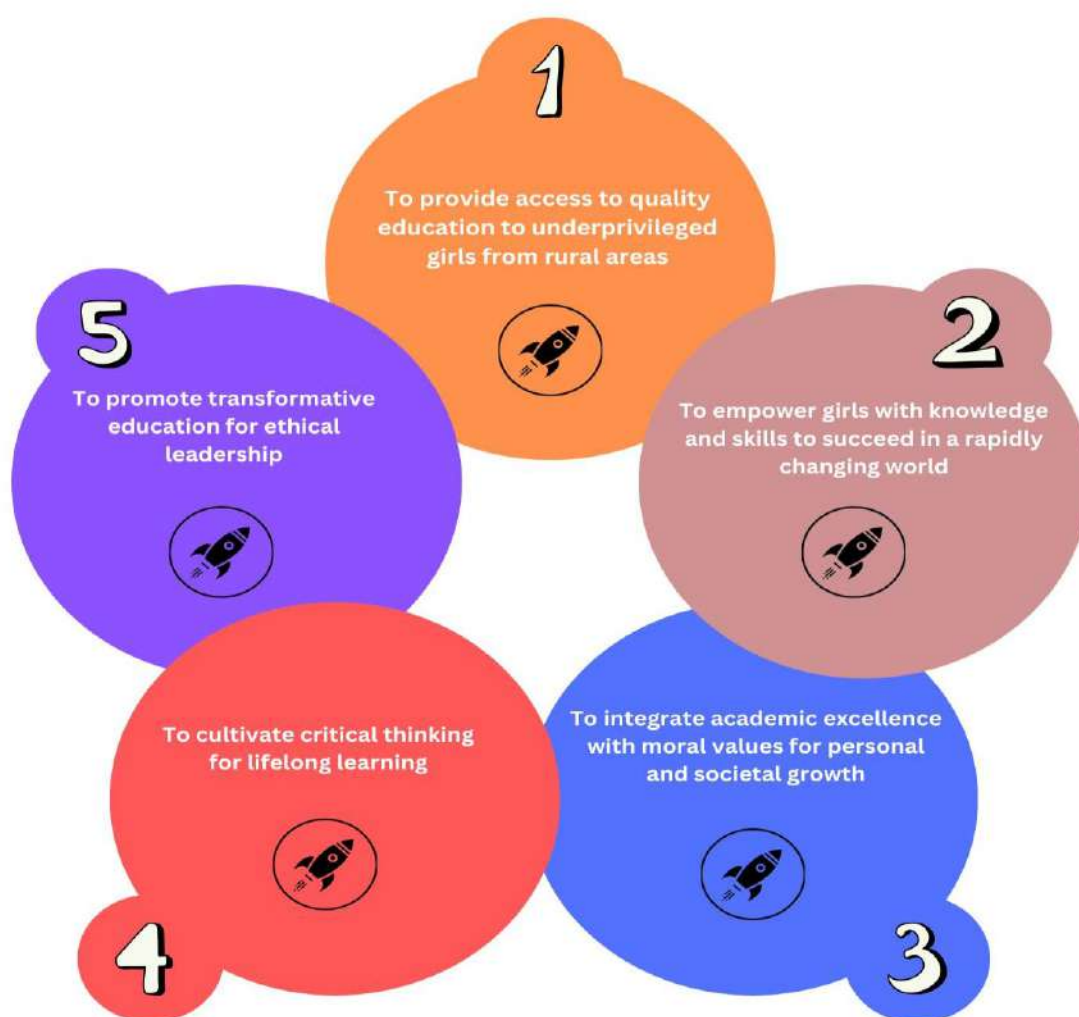 1
To provide access to quality
education to underprivileged
girls from rural areas
2
To empower girls with knowledge
and skills to succeed in a rapidly
changing world
3
To integrate academic excellence
with moral values for personal
and societal growth
4
To cultivate critical thinking
for lifelong learning
5
To promote transformative
education for ethical
leadership